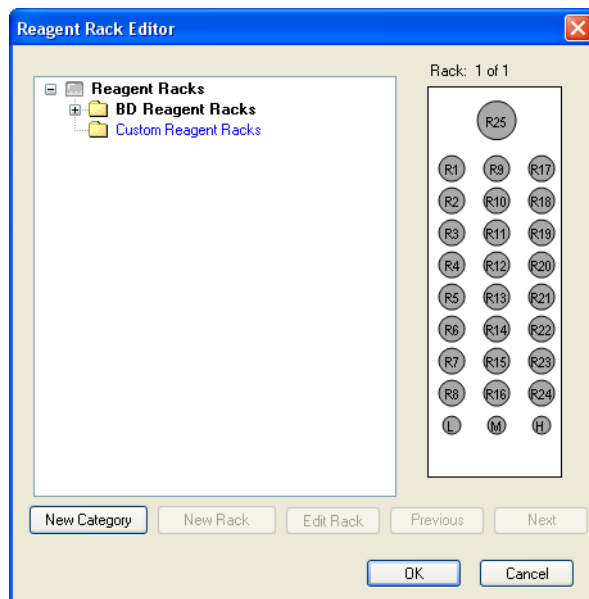 Reagent Rack Editor
Rack: 1 of 1
Reagent Racks
BD Reagent Racks
Custom Reagent Racks
R25
R1 R9 R17
R2 R10 R18
R3 R11 R19
R4 R12 R20
R5 R13 R21
R6 R14 R22
R7 R15 R23
R8 R16 R24
L M H
New Category New Rack Edit Rack Previous Next
OK Cancel